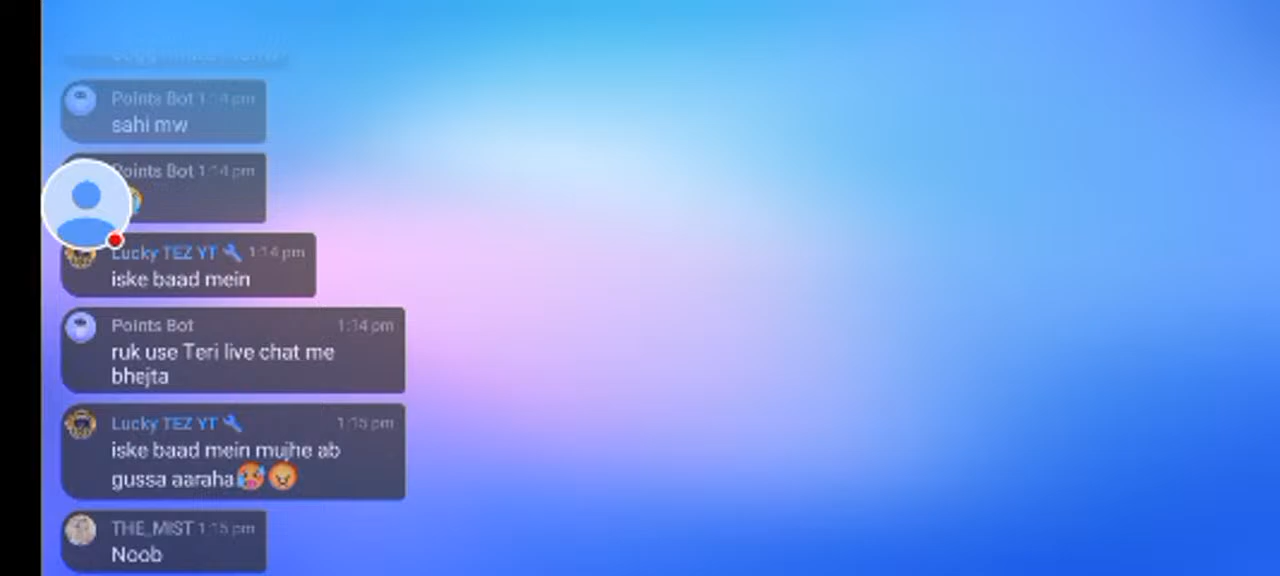 Points Bot 1:14 pm
sahi mw
Points Bot 1:14 pm
Lucky TEZ YT 1:14 pm
iske baad mein
Points Bot 1:14 pm
ruk use Teri live chat me
bhejta
Lucky TEZ YT 1:15 pm
iske baad mein mujhe ab
gussa aaraha🥵😡
THE_MIST 1:15 pm
Noob